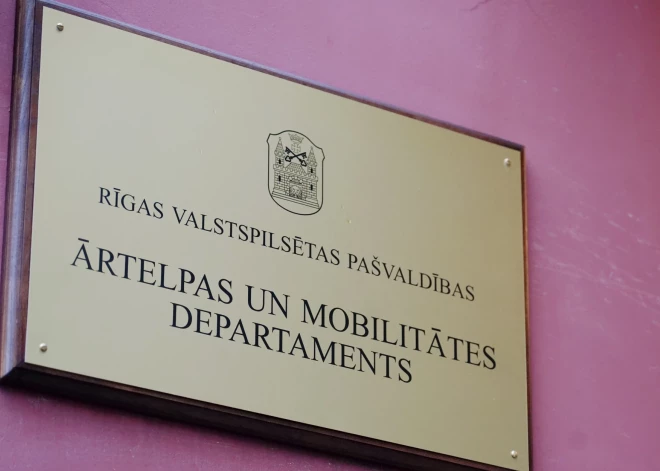 RĪGAS VALSTSPILSĒTAS PAŠVALDĪBAS
ĀRTELPAS UN MOBILITĀTES
DEPARTAMENTS